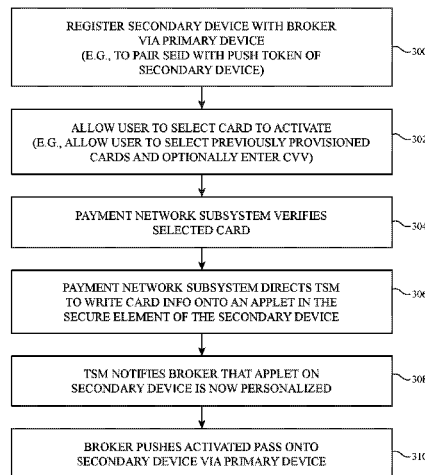 REGISTER SECONDARY DEVICE WITH BROKER
VIA PRIMARY DEVICE
(E.G., TO PAIR SEID WITH PUSH TOKEN OF
SECONDARY DEVICE)
300
ALLOW USER TO SELECT CARD TO ACTIVATE
(E.G., ALLOW USER TO SELECT PREVIOUSLY PROVISIONED
CARDS AND OPTIONALLY ENTER CVV)
302
PAYMENT NETWORK SUBSYSTEM VERIFIES
SELECTED CARD
304
PAYMENT NETWORK SUBSYSTEM DIRECTS TSM
TO WRITE CARD INFO ONTO AN APPLET IN THE
SECURE ELEMENT OF THE SECONDARY DEVICE
306
TSM NOTIFIES BROKER THAT APPLET ON
SECONDARY DEVICE IS NOW PERSONALIZED
308
BROKER PUSHES ACTIVATED PASS ONTO
SECONDARY DEVICE VIA PRIMARY DEVICE
310